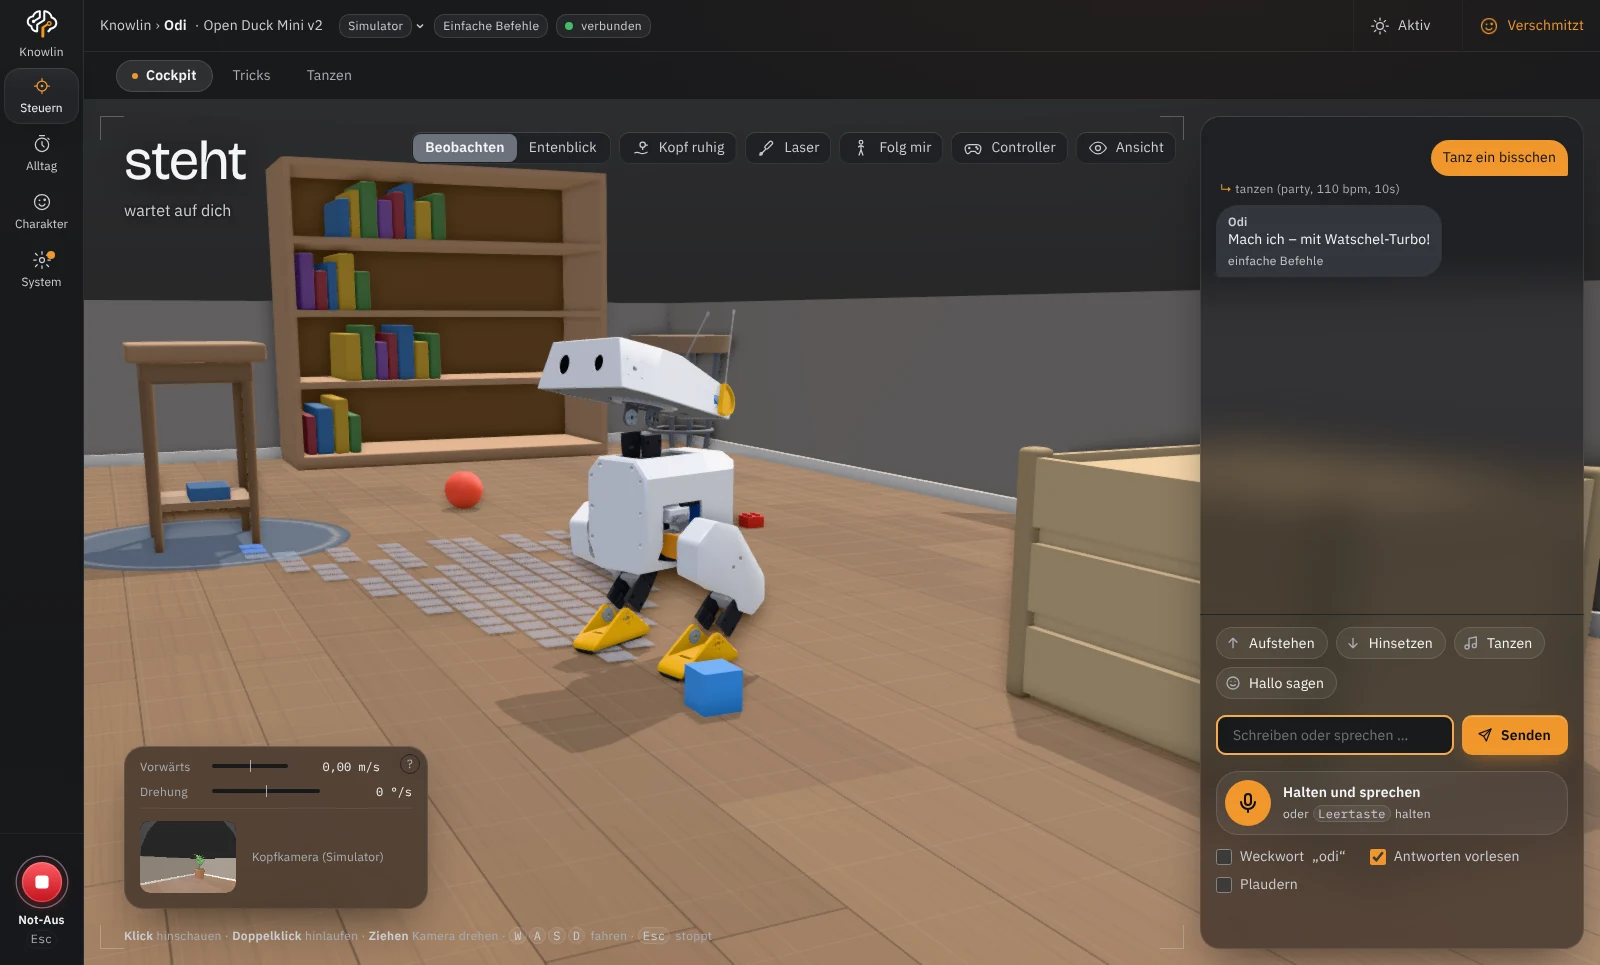 Knowlin
Steuern
Alltag
Charakter
System
Not-Aus
Esc
Knowlin › Odi · Open Duck Mini v2
Simulator
Einfache Befehle
verbunden
Aktiv
Verschmitzt
Cockpit
Tricks
Tanzen
steht
wartet auf dich
Beobachten
Entenblick
Kopf ruhig
Laser
Folg mir
Controller
Ansicht
Vorwärts 0,00 m/s ?
Drehung 0 °/s
Kopfkamera (Simulator)
Klick hinschauen · Doppelklick hinlaufen · Ziehen Kamera drehen · W A S D fahren · Esc stoppt
Tanz ein bisschen
tanzen (party, 110 bpm, 10s)
Odi
Mach ich – mit Watschel-Turbo!
einfache Befehle
Aufstehen
Hinsetzen
Tanzen
Hallo sagen
Schreiben oder sprechen …
Senden
Halten und sprechen
oder Leertaste halten
Weckwort „odi“
Antworten vorlesen
Plaudern